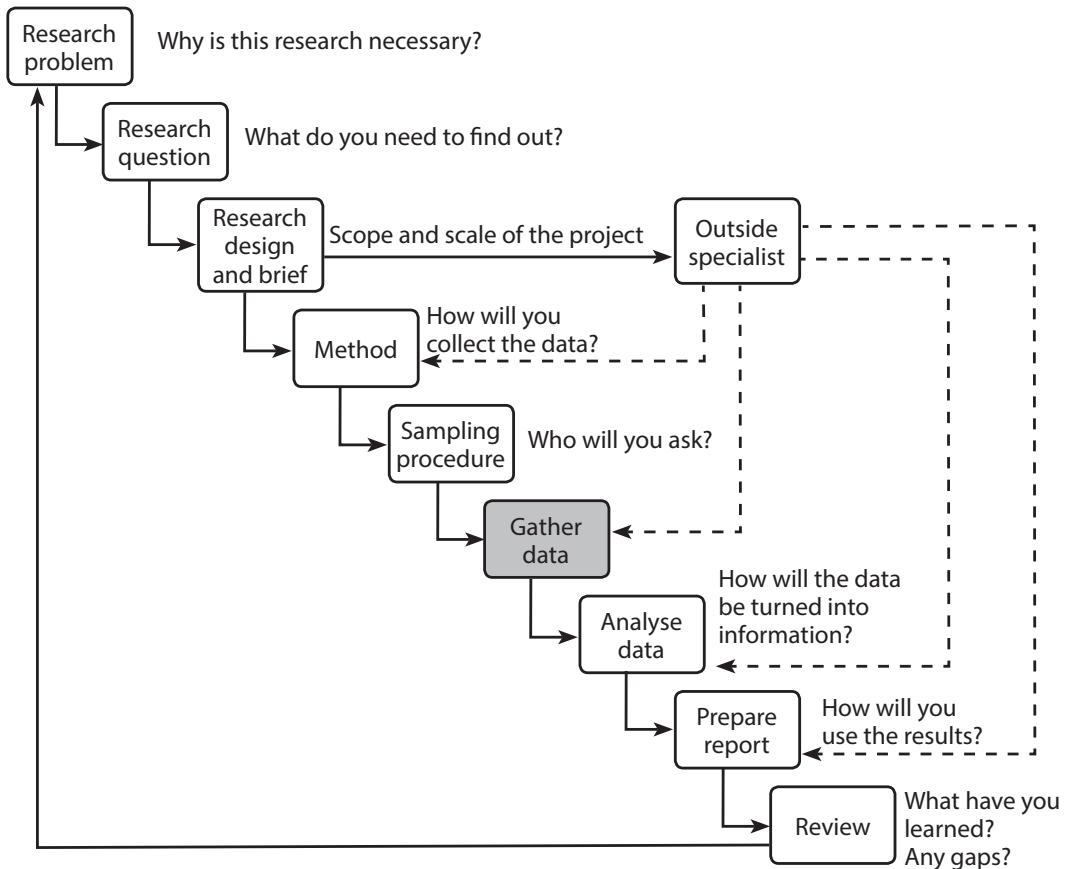 Research
problem
Why is this research necessary?
Research
question
What do you need to find out?
Research
design
and brief
Scope and scale of the project
Outside
specialist
Method
How will you
collect the data?
Sampling
procedure
Who will you ask?
Gather
data
Analyse
data
How will the data
be turned into
information?
Prepare
report
How will you
use the results?
Review
What have you
learned?
Any gaps?